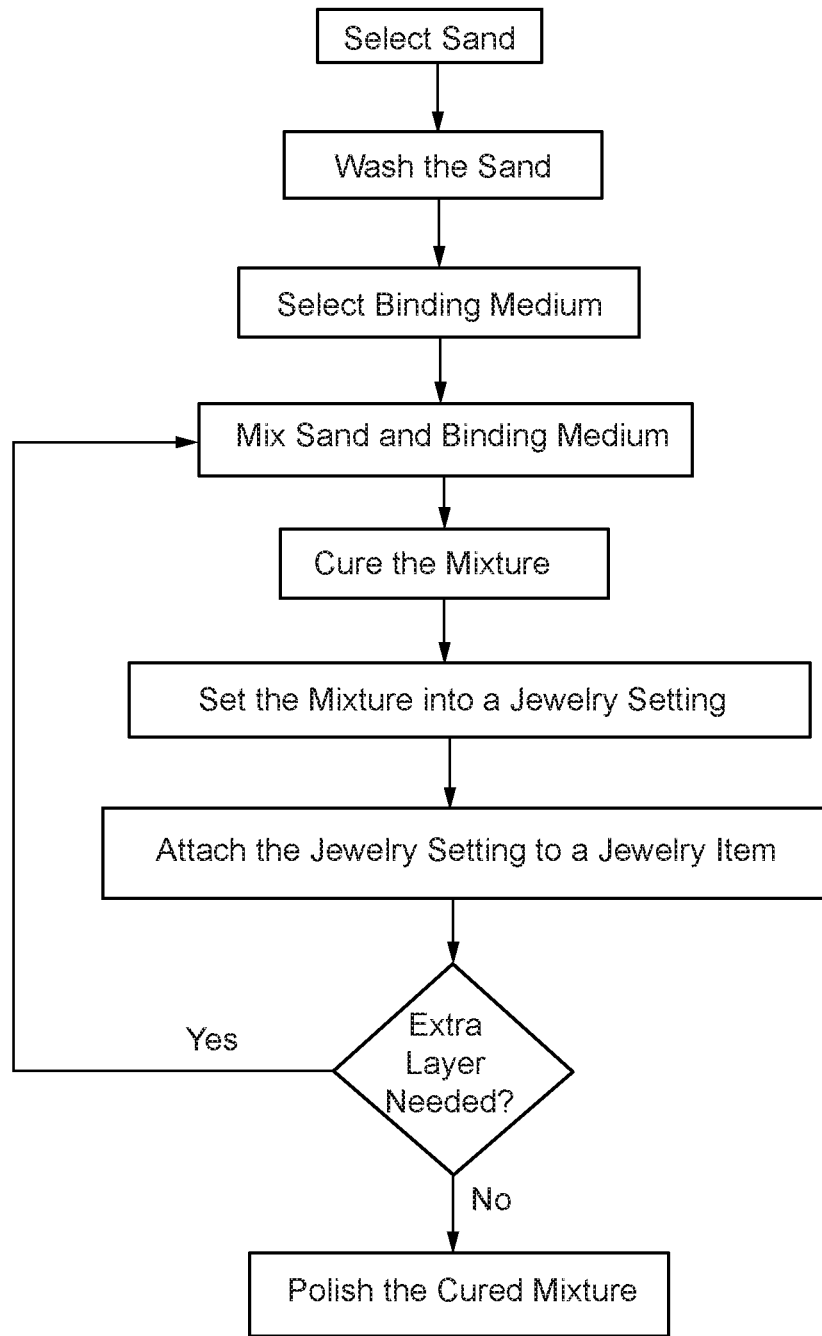 Select Sand
Wash the Sand
Select Binding Medium
Mix Sand and Binding Medium
Cure the Mixture
Set the Mixture into a Jewelry Setting
Attach the Jewelry Setting to a Jewelry Item
Extra
Layer
Needed?
Yes
No
Polish the Cured Mixture